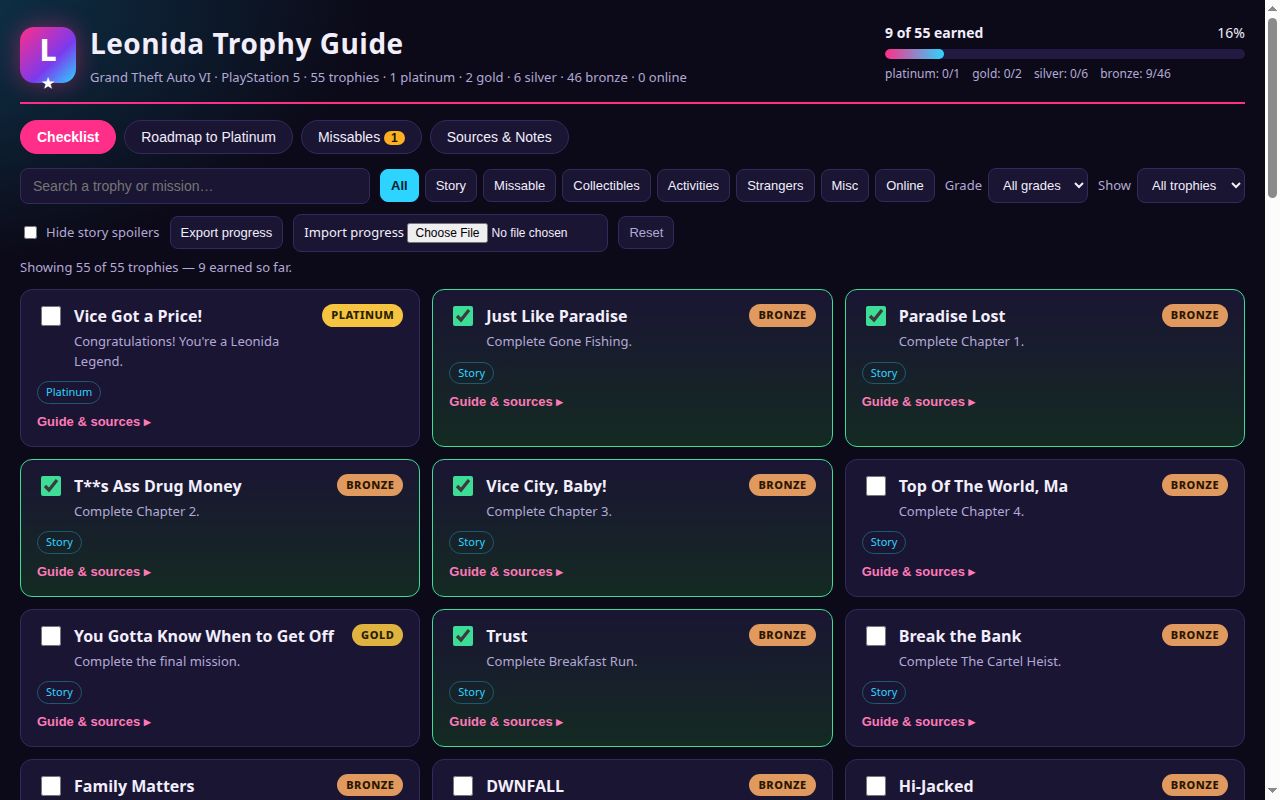 L
Leonida Trophy Guide
Grand Theft Auto VI · PlayStation 5 · 55 trophies · 1 platinum · 2 gold · 6 silver · 46 bronze · 0 online
9 of 55 earned 16%
platinum: 0/1 gold: 0/2 silver: 0/6 bronze: 9/46
Checklist Roadmap to Platinum Missables 1 Sources & Notes
Search a trophy or mission… All Story Missable Collectibles Activities Strangers Misc Online Grade All grades Show All trophies
Hide story spoilers Export progress Import progress Choose File No file chosen Reset
Showing 55 of 55 trophies — 9 earned so far.
Vice Got a Price! PLATINUM
Congratulations! You're a Leonida
Legend.
Platinum
Guide & sources ▸
Just Like Paradise BRONZE
Complete Gone Fishing.
Story
Guide & sources ▸
Paradise Lost BRONZE
Complete Chapter 1.
Story
Guide & sources ▸
T**s Ass Drug Money BRONZE
Complete Chapter 2.
Story
Guide & sources ▸
Vice City, Baby! BRONZE
Complete Chapter 3.
Story
Guide & sources ▸
Top Of The World, Ma BRONZE
Complete Chapter 4.
Story
Guide & sources ▸
You Gotta Know When to Get Off GOLD
Complete the final mission.
Story
Guide & sources ▸
Trust BRONZE
Complete Breakfast Run.
Story
Guide & sources ▸
Break the Bank BRONZE
Complete The Cartel Heist.
Story
Guide & sources ▸
Family Matters BRONZE
DWNFALL BRONZE
Hi-Jacked BRONZE